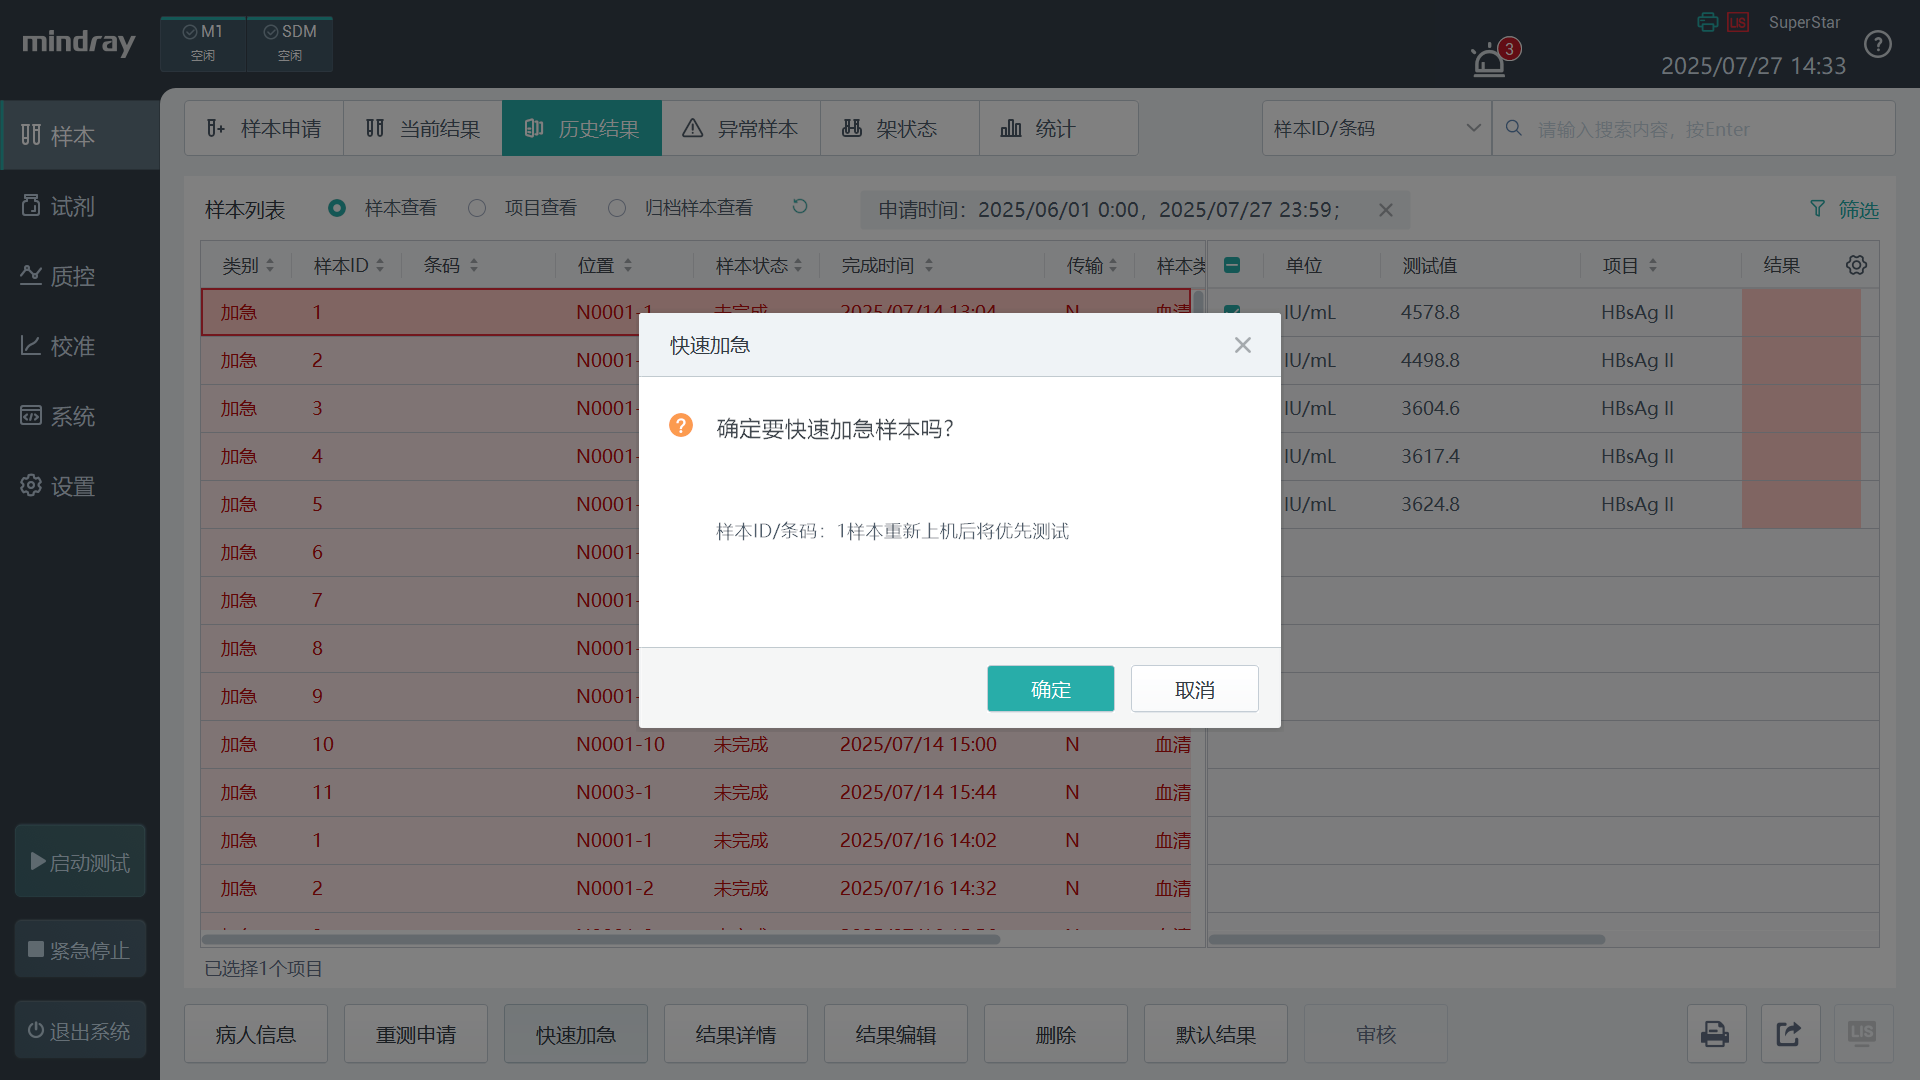 mindray
M1
空闲
SDM
空闲
3
LIS
SuperStar
2025/07/27 14:33
样本
试剂
质控
校准
系统
设置
启动测试
紧急停止
退出系统
样本申请
当前结果
历史结果
异常样本
架状态
统计
样本ID/条码
请输入搜索内容，按Enter
样本列表
样本查看
项目查看
归档样本查看
申请时间：2025/06/01 0:00，2025/07/27 23:59；
筛选
类别 样本ID 条码 位置 样本状态 完成时间 传输 样本类
单位 测试值 项目 结果
加急 1 N0001-1 未完成 2025/07/14 13:04 N 血清
IU/mL 4578.8 HBsAg II
加急 2 N0001-
IU/mL 4498.8 HBsAg II
加急 3 N0001-
IU/mL 3604.6 HBsAg II
加急 4 N0001-
IU/mL 3617.4 HBsAg II
加急 5 N0001-
IU/mL 3624.8 HBsAg II
加急 6 N0001-
加急 7 N0001-
加急 8 N0001-
加急 9 N0001-
加急 10 N0001-10 未完成 2025/07/14 15:00 N 血清
加急 11 N0003-1 未完成 2025/07/14 15:44 N 血清
加急 1 N0001-1 未完成 2025/07/16 14:02 N 血清
加急 2 N0001-2 未完成 2025/07/16 14:32 N 血清
快速加急
确定要快速加急样本吗？
样本ID/条码：1样本重新上机后将优先测试
确定
取消
已选择1个项目
病人信息
重测申请
快速加急
结果详情
结果编辑
删除
默认结果
审核
LIS